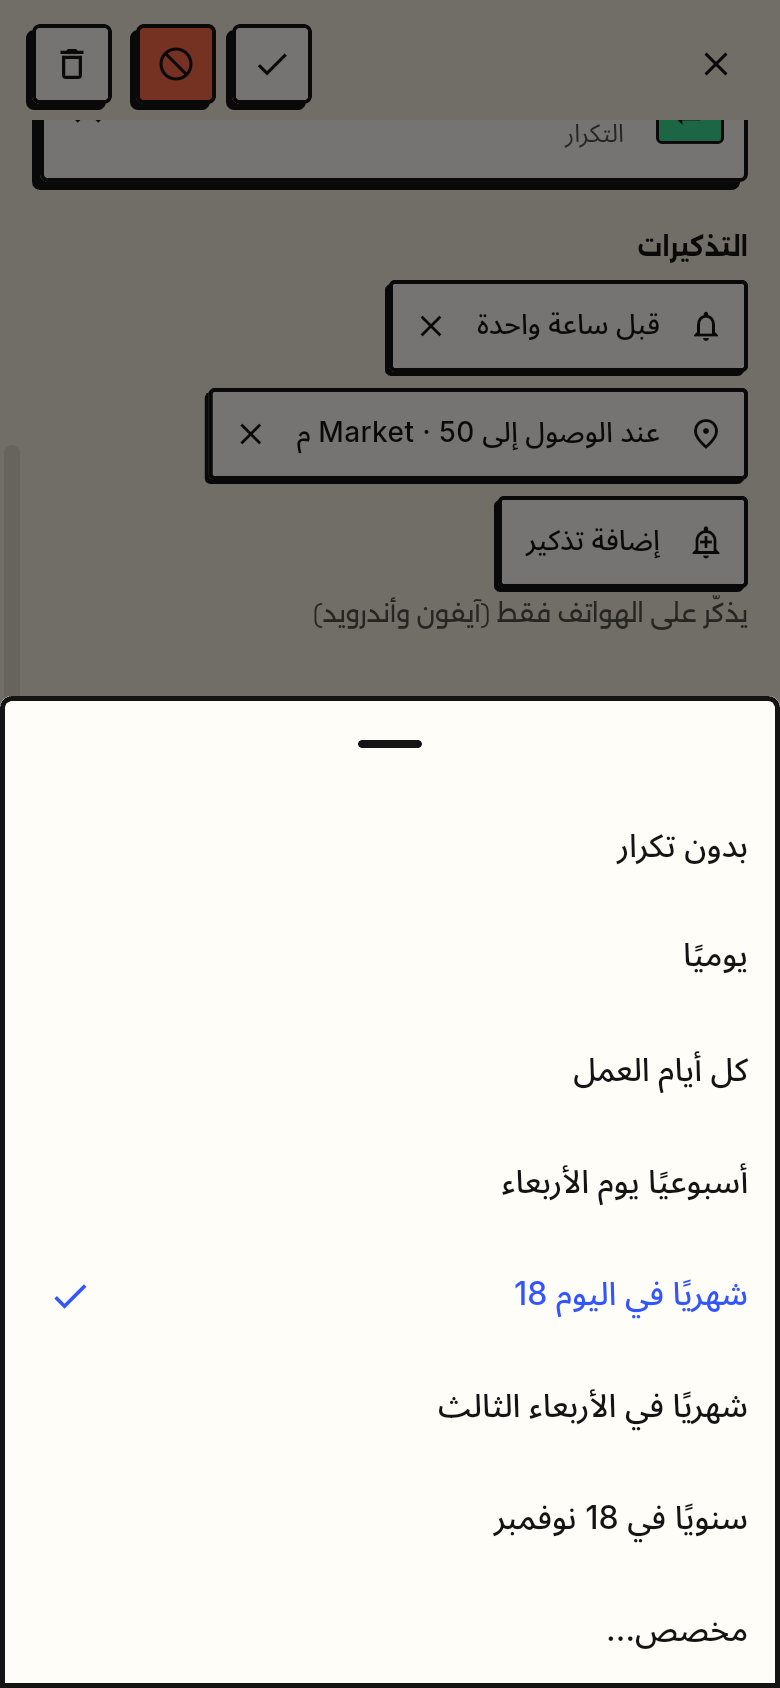 التكرار
التذكيرات
قبل ساعة واحدة
عند الوصول إلى Market · 50 م
إضافة تذكير
يذكّر على الهواتف فقط (آيفون وأندرويد)
بدون تكرار
يوميًا
كل أيام العمل
أسبوعيًا يوم الأربعاء
شهريًا في اليوم 18
شهريًا في الأربعاء الثالث
سنويًا في 18 نوفمبر
مخصص...